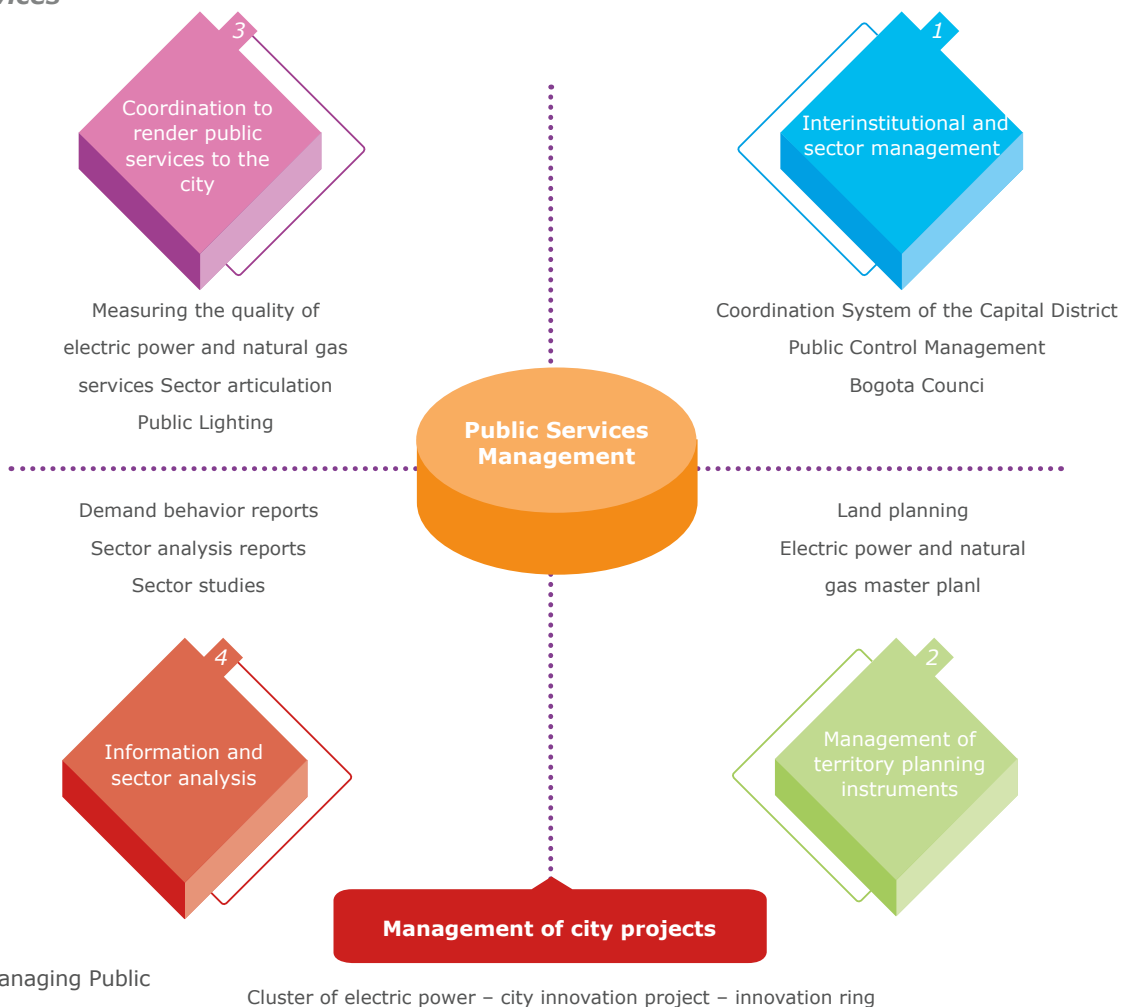 3
Coordination to
render public
services to the
city
Measuring the quality of
electric power and natural gas
services Sector articulation
Public Lighting
1
Interinstitutional and
sector management
Coordination System of the Capital District
Public Control Management
Bogota Counci
Public Services
Management
Demand behavior reports
Sector analysis reports
Sector studies
4
Information and
sector analysis
Land planning
Electric power and natural
gas master planl
2
Management of
territory planning
instruments
Management of city projects
anaging Public
Cluster of electric power – city innovation project – innovation ring